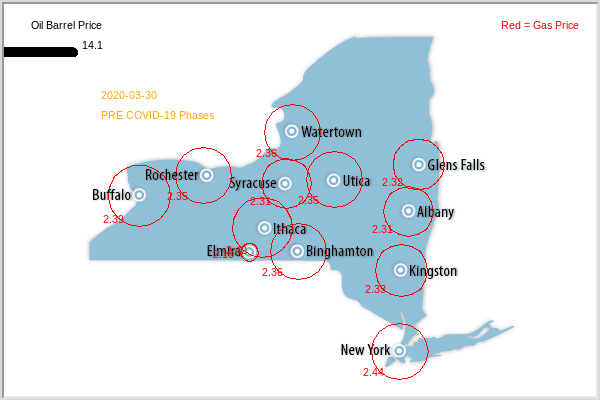 Oil Barrel Price
Red = Gas Price
14.1
2020-03-30
PRE COVID-19 Phases
Watertown
2.36
Glens Falls
2.32
Rochester
2.35
Syracuse
2.31
Utica
2.35
Buffalo
2.39
Albany
2.31
Ithaca
Elmira
Binghamton
2.36
Kingston
2.33
New York
2.44